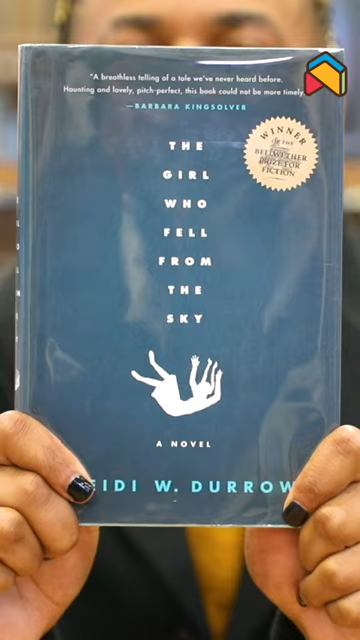 "A breathless telling of a tale we've never heard before.
Haunting and lovely, pitch-perfect, this book could not be more timely.
—BARBARA KINGSOLVER
THE
GIRL
WHO
FELL
FROM
THE
SKY
WINNER
OF THE
BELLWETHER
PRIZE FOR
FICTION
A NOVEL
EIDI W. DURROW